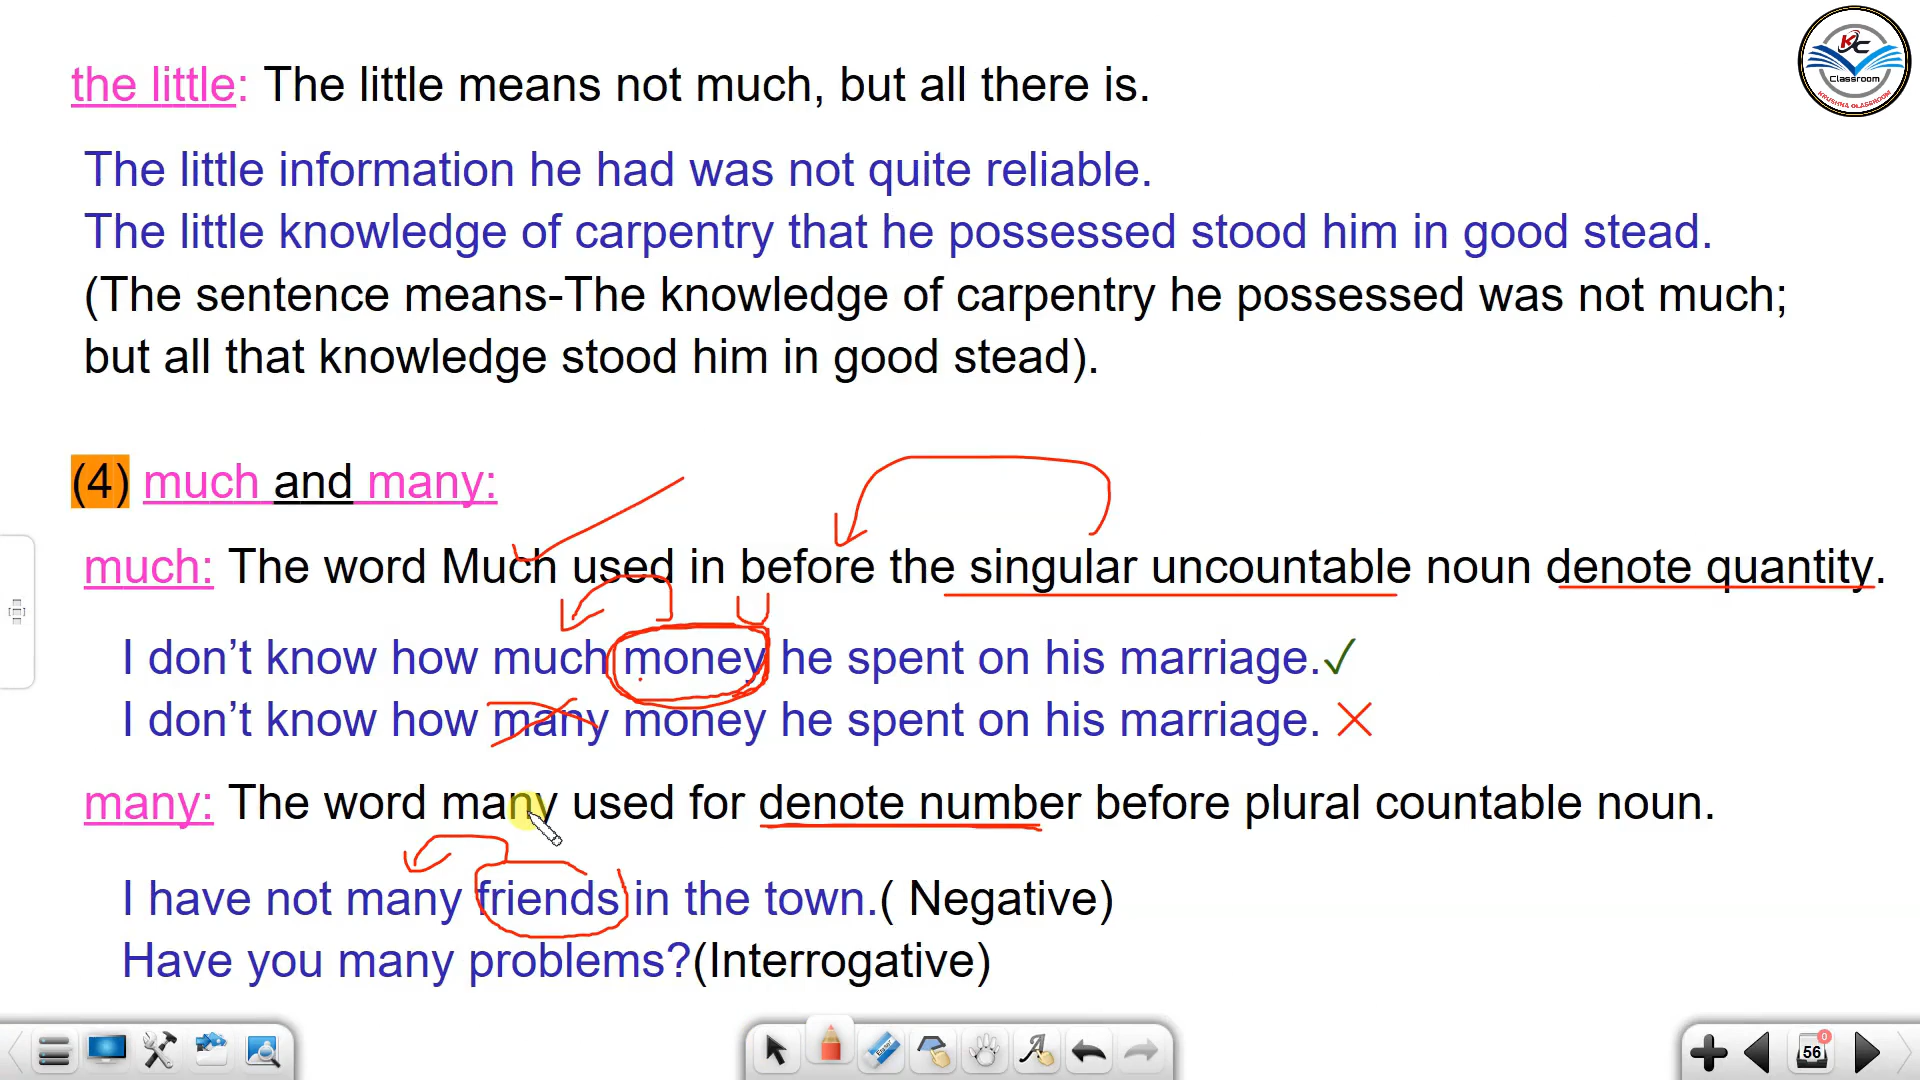 the little: The little means not much, but all there is.
KC
Classroom
KRUSHNA CLASSROOM
The little information he had was not quite reliable.
The little knowledge of carpentry that he possessed stood him in good stead.
(The sentence means-The knowledge of carpentry he possessed was not much;
but all that knowledge stood him in good stead).
(4) much and many:
much: The word Much used in before the singular uncountable noun denote quantity.
I don’t know how much money he spent on his marriage.✓
I don’t know how many money he spent on his marriage. ✕
many: The word many used for denote number before plural countable noun.
I have not many friends in the town.( Negative)
Have you many problems?(Interrogative)
56
0